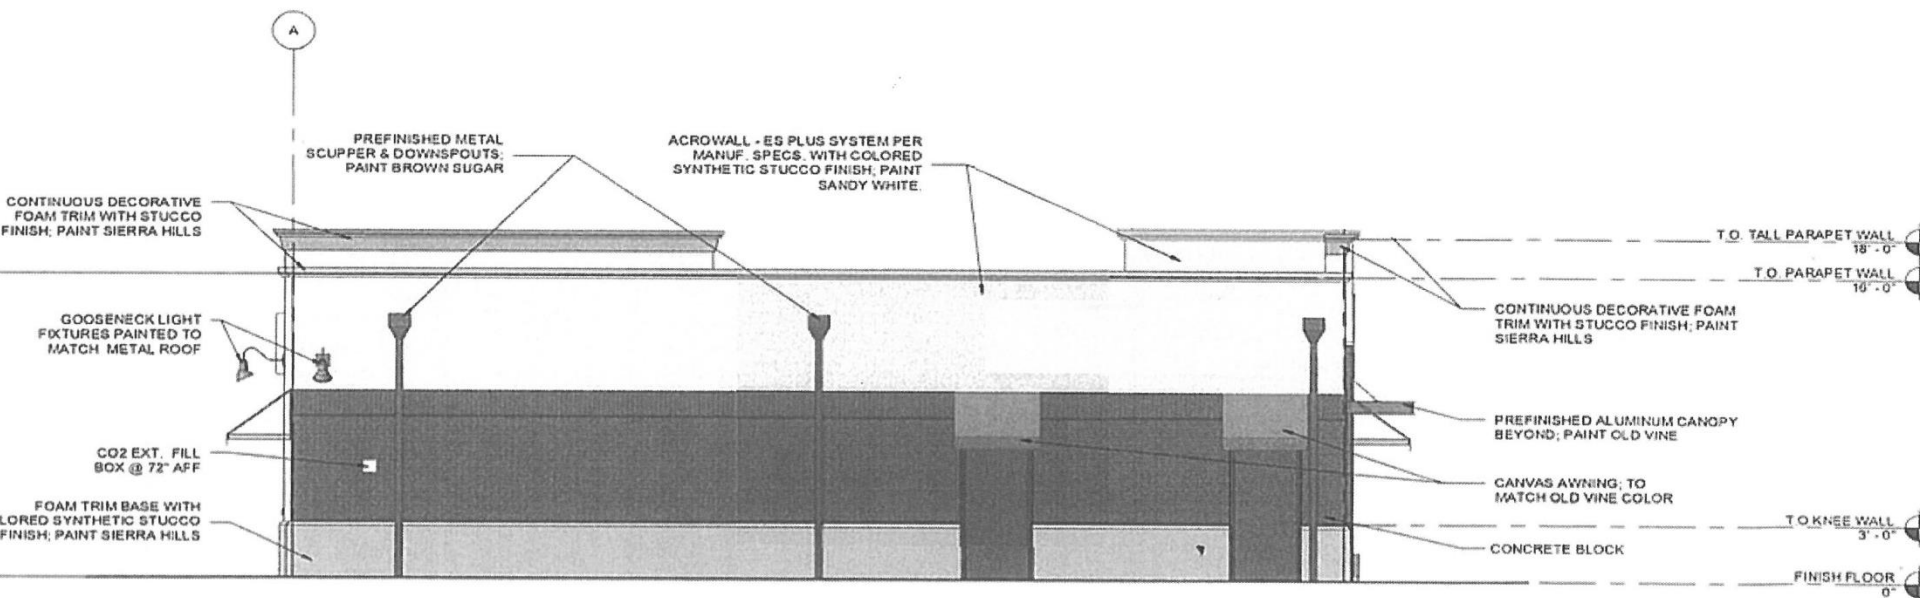 A
PREFINISHED METAL
SCUPPER & DOWNSPOUTS;
PAINT BROWN SUGAR
ACROWALL - ES PLUS SYSTEM PER
MANUF. SPECS. WITH COLORED
SYNTHETIC STUCCO FINISH; PAINT
SANDY WHITE.
CONTINUOUS DECORATIVE
FOAM TRIM WITH STUCCO
FINISH; PAINT SIERRA HILLS
T.O. TALL PARAPET WALL
18' - 0"
T.O. PARAPET WALL
16' - 0"
GOOSENECK LIGHT
FIXTURES PAINTED TO
MATCH METAL ROOF
CONTINUOUS DECORATIVE FOAM
TRIM WITH STUCCO FINISH; PAINT
SIERRA HILLS
PREFINISHED ALUMINUM CANOPY
BEYOND; PAINT OLD VINE
CO2 EXT. FILL
BOX @ 72" AFF
CANVAS AWNING; TO
MATCH OLD VINE COLOR
FOAM TRIM BASE WITH
LORED SYNTHETIC STUCCO
FINISH; PAINT SIERRA HILLS
T O KNEE WALL
3' - 0"
CONCRETE BLOCK
FINISH FLOOR
0"